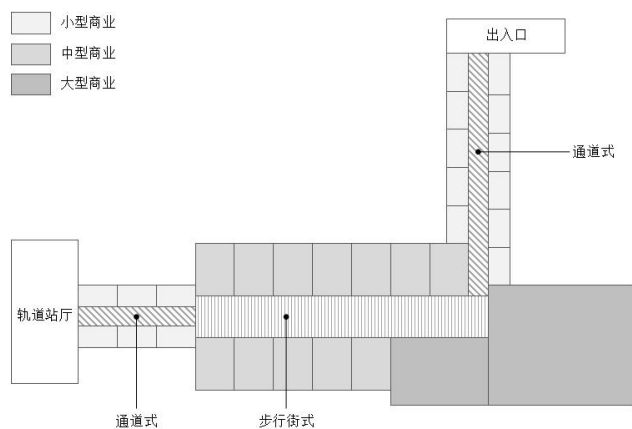 小型商业
中型商业
大型商业
出入口
通道式
轨道站厅
通道式
步行街式